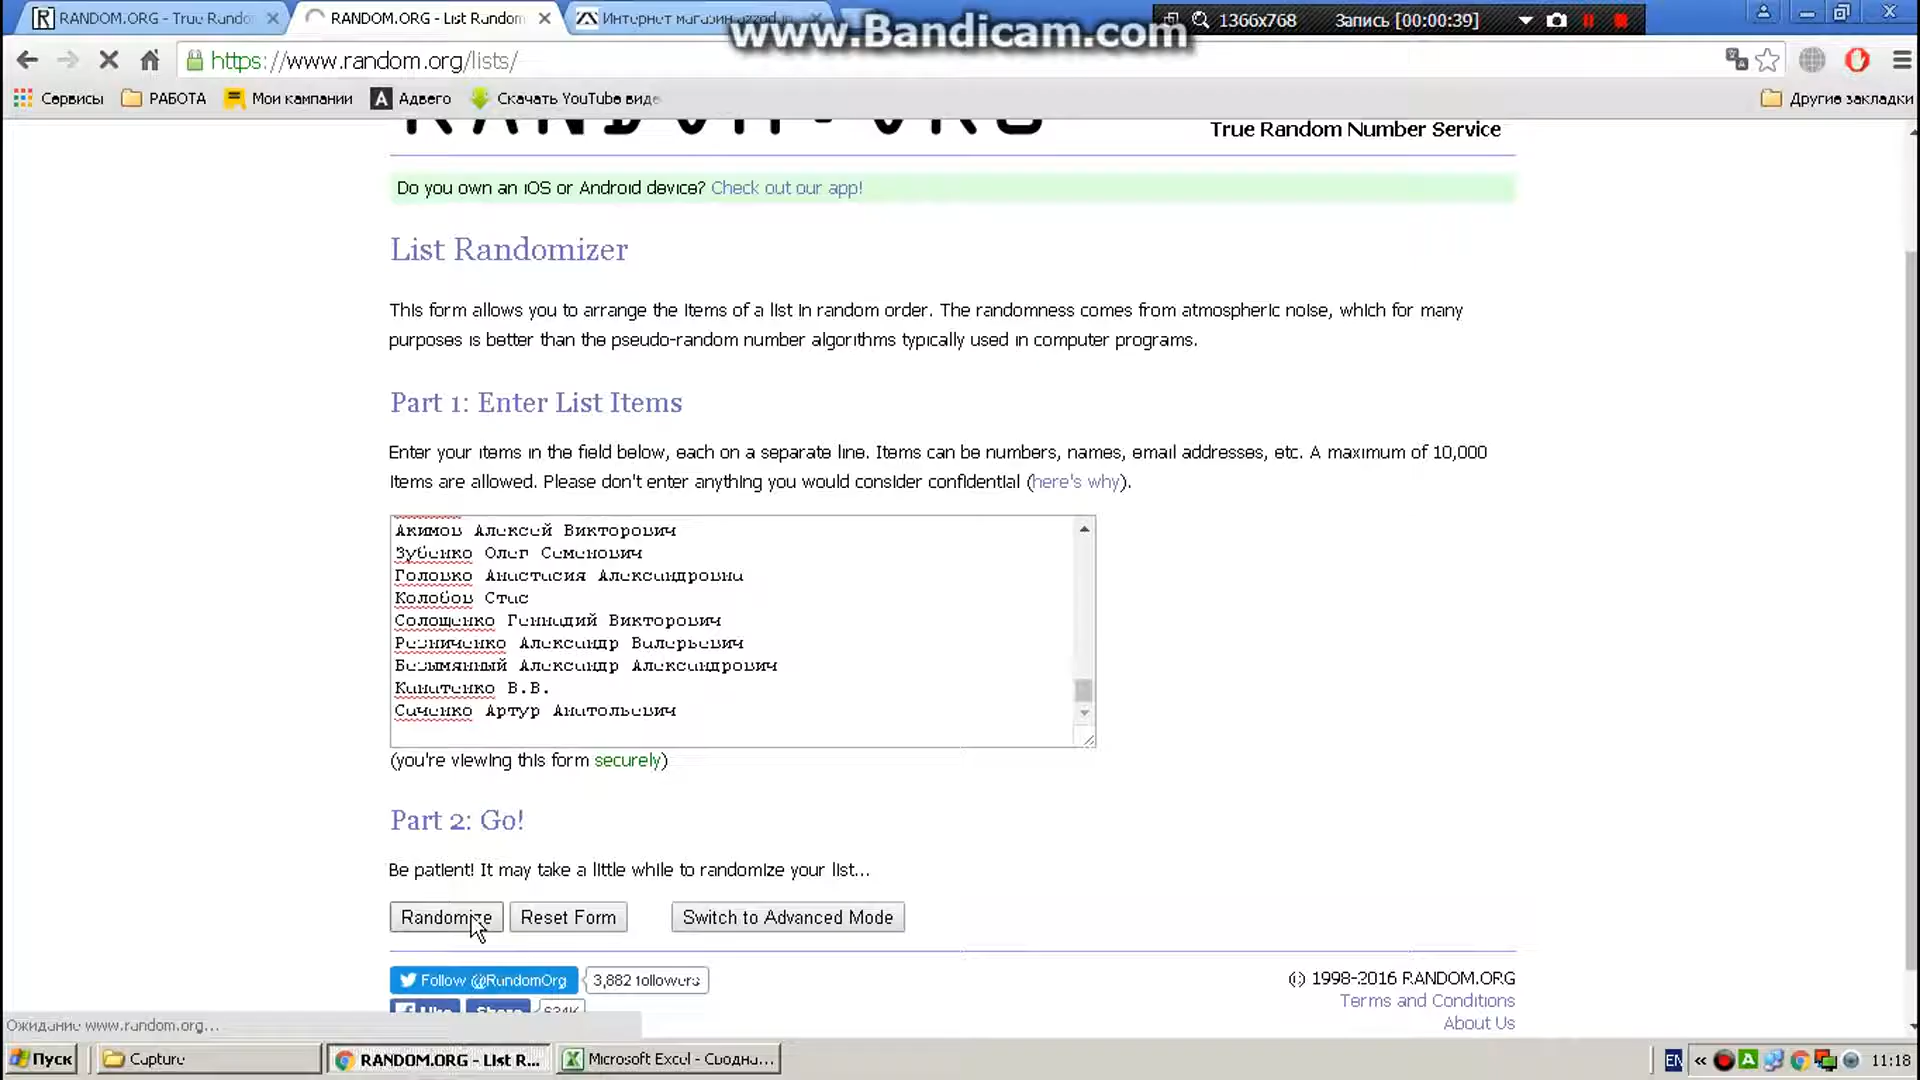 RANDOM.ORG - True Rando
RANDOM.ORG - List Random
Интернет магазин
www.Bandicam.com
1366x768
Запись [00:00:39]
https://www.random.org/lists/
Сервисы
РАБОТА
Мои кампании
Адвего
Скачать YouTube виде
Другие закладки
RANDOM.ORG
True Random Number Service
Do you own an iOS or Android device? Check out our app!
List Randomizer
This form allows you to arrange the items of a list in random order. The randomness comes from atmospheric noise, which for many
purposes is better than the pseudo-random number algorithms typically used in computer programs.
Part 1: Enter List Items
Enter your items in the field below, each on a separate line. Items can be numbers, names, email addresses, etc. A maximum of 10,000
items are allowed. Please don't enter anything you would consider confidential (here's why).
Акимов Алексей Викторович
Зубенко Олег Семенович
Головко Анастасия Александровна
Колобов Стас
Солощенко Геннадий Викторович
Резниченко Александр Валерьевич
Безымянный Александр Александрович
Канатенко В.В.
Саченко Артур Анатольевич
(you're viewing this form securely)
Part 2: Go!
Be patient! It may take a little while to randomize your list...
Randomize
Reset Form
Switch to Advanced Mode
Follow @RandomOrg
3,882 followers
© 1998-2016 RANDOM.ORG
Terms and Conditions
Like
Share
About Us
Ожидание www.random.org...
Пуск
Capture
RANDOM.ORG - List R...
Microsoft Excel - Сводна...
EN
11:18